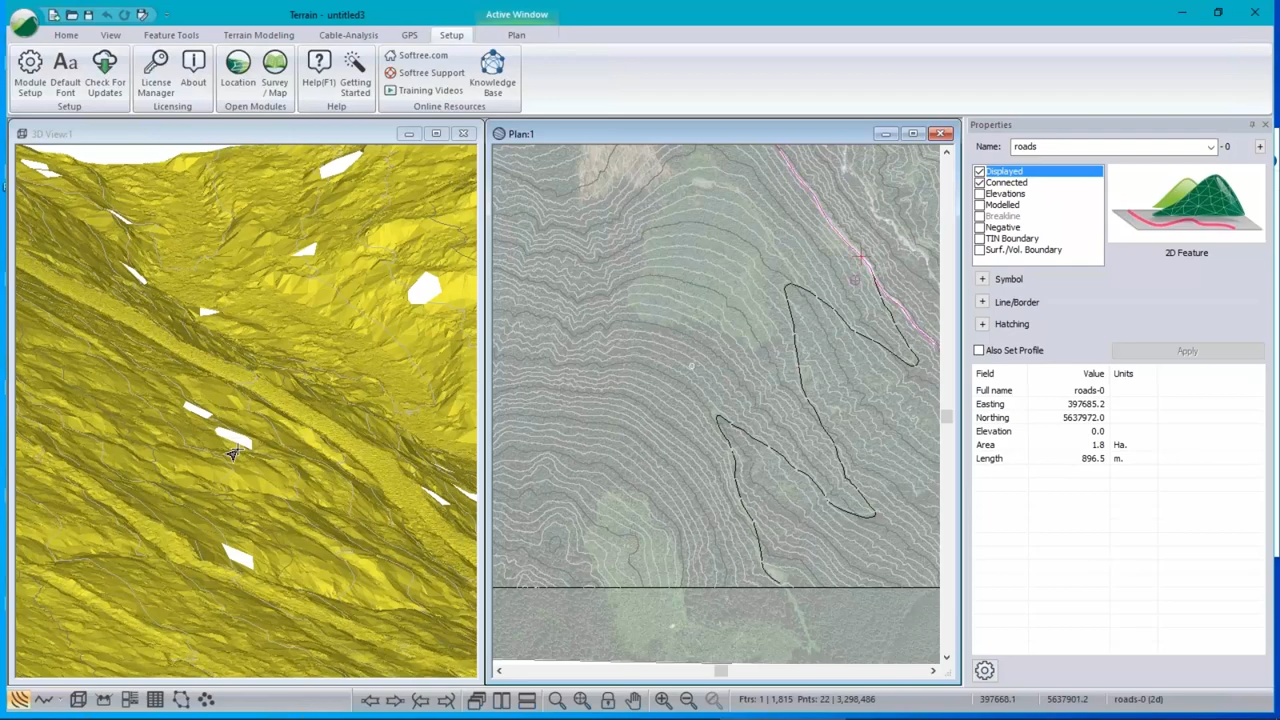 Terrain - untitled3
Active Window
Home View Feature Tools Terrain Modeling Cable-Analysis GPS Setup Plan
Module Setup
Default Font
Check For Updates
Setup
License Manager
About
Licensing
Location
Survey / Map
Open Modules
Help(F1)
Getting Started
Help
Softree.com
Softree Support
Training Videos
Knowledge Base
Online Resources
3D View:1
Plan:1
Properties
Name: roads - 0
Displayed
Connected
Elevations
Modelled
Breakline
Negative
TIN Boundary
Surf./Vol. Boundary
2D Feature
Symbol
Line/Border
Hatching
Also Set Profile
Apply
Field Value Units
Full name roads-0
Easting 397685.2
Northing 5637972.0
Elevation 0.0
Area 1.8 Ha.
Length 896.5 m.
Ftrs: 1 | 1,815 Pnts: 22 | 3,298,486
397668.1 5637901.2 roads-0 (2d)